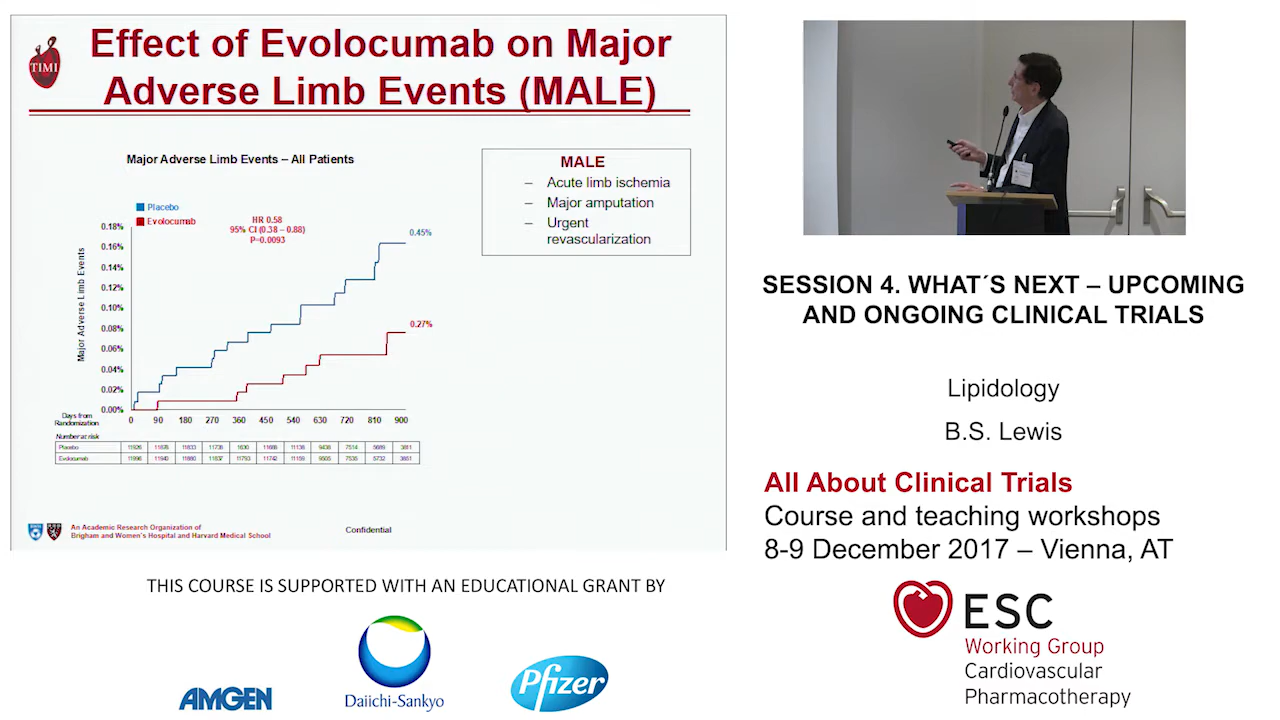 TIMI
Effect of Evolocumab on Major
Adverse Limb Events (MALE)
Major Adverse Limb Events – All Patients
Placebo
Evolocumab
HR 0.58
95% CI (0.38 – 0.88)
P=0.0093
0.45%
0.27%
0.18%
0.16%
0.14%
0.12%
0.10%
0.08%
0.06%
0.04%
0.02%
0.00%
Major Adverse Limb Events
Days from
Randomization
0 90 180 270 360 450 540 630 720 810 900
Number at risk
Placebo
Evolocumab
MALE
– Acute limb ischemia
– Major amputation
– Urgent
revascularization
An Academic Research Organization of
Brigham and Women's Hospital and Harvard Medical School
Confidential
SESSION 4. WHAT´S NEXT – UPCOMING
AND ONGOING CLINICAL TRIALS
Lipidology
B.S. Lewis
All About Clinical Trials
Course and teaching workshops
8-9 December 2017 – Vienna, AT
THIS COURSE IS SUPPORTED WITH AN EDUCATIONAL GRANT BY
AMGEN
Daiichi-Sankyo
Pfizer
ESC
Working Group
Cardiovascular
Pharmacotherapy